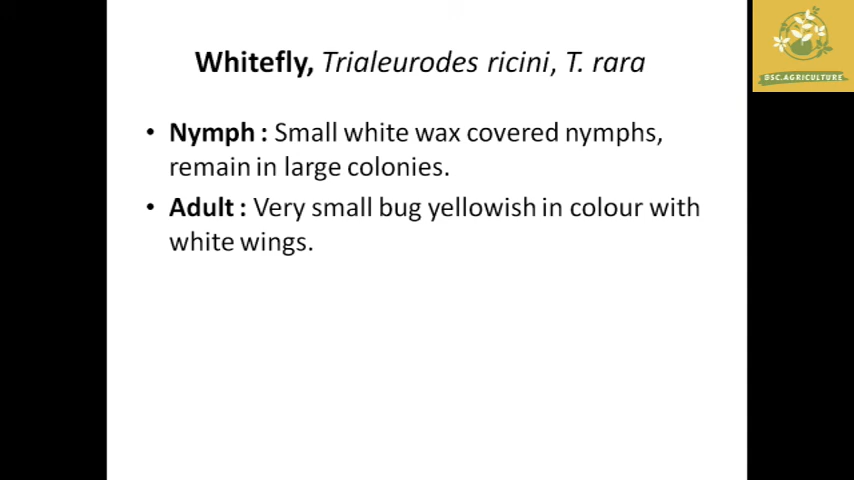 Whitefly, Trialeurodes ricini, T. rara
• Nymph : Small white wax covered nymphs,
remain in large colonies.
• Adult : Very small bug yellowish in colour with
white wings.
BSC.AGRICULTURE